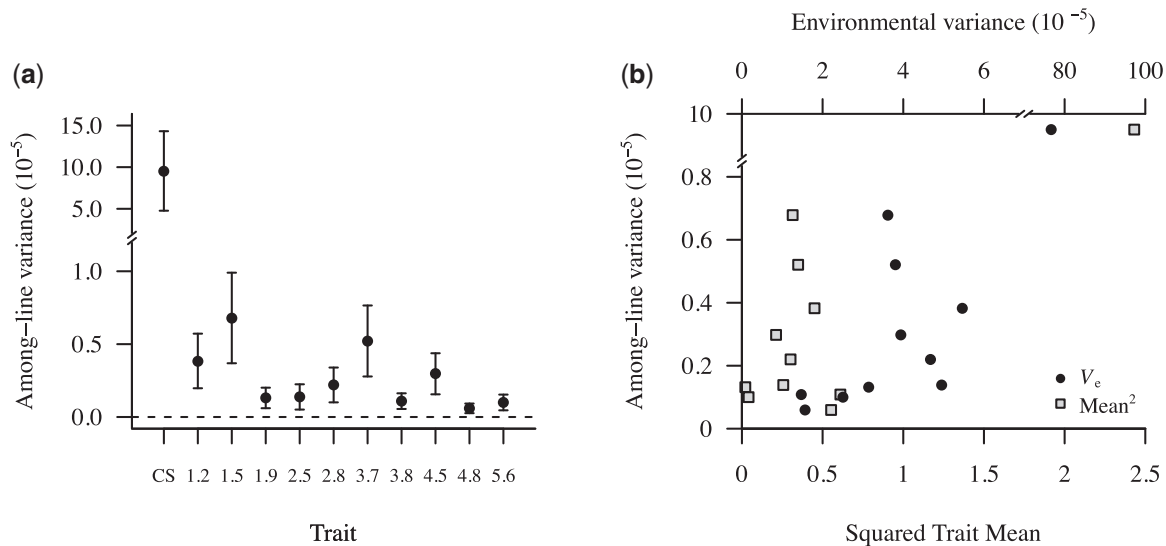 (a)
Among−line variance (10⁻⁵)
15.0
10.0
5.0
1.0
0.5
0.0
CS 1.2 1.5 1.9 2.5 2.8 3.7 3.8 4.5 4.8 5.6
Trait
(b)
Environmental variance (10 ⁻⁵)
0 2 4 6 80 100
Among−line variance (10⁻⁵)
10
0.8
0.6
0.4
0.2
0
Vₑ
Mean²
0 0.5 1 1.5 2 2.5
Squared Trait Mean